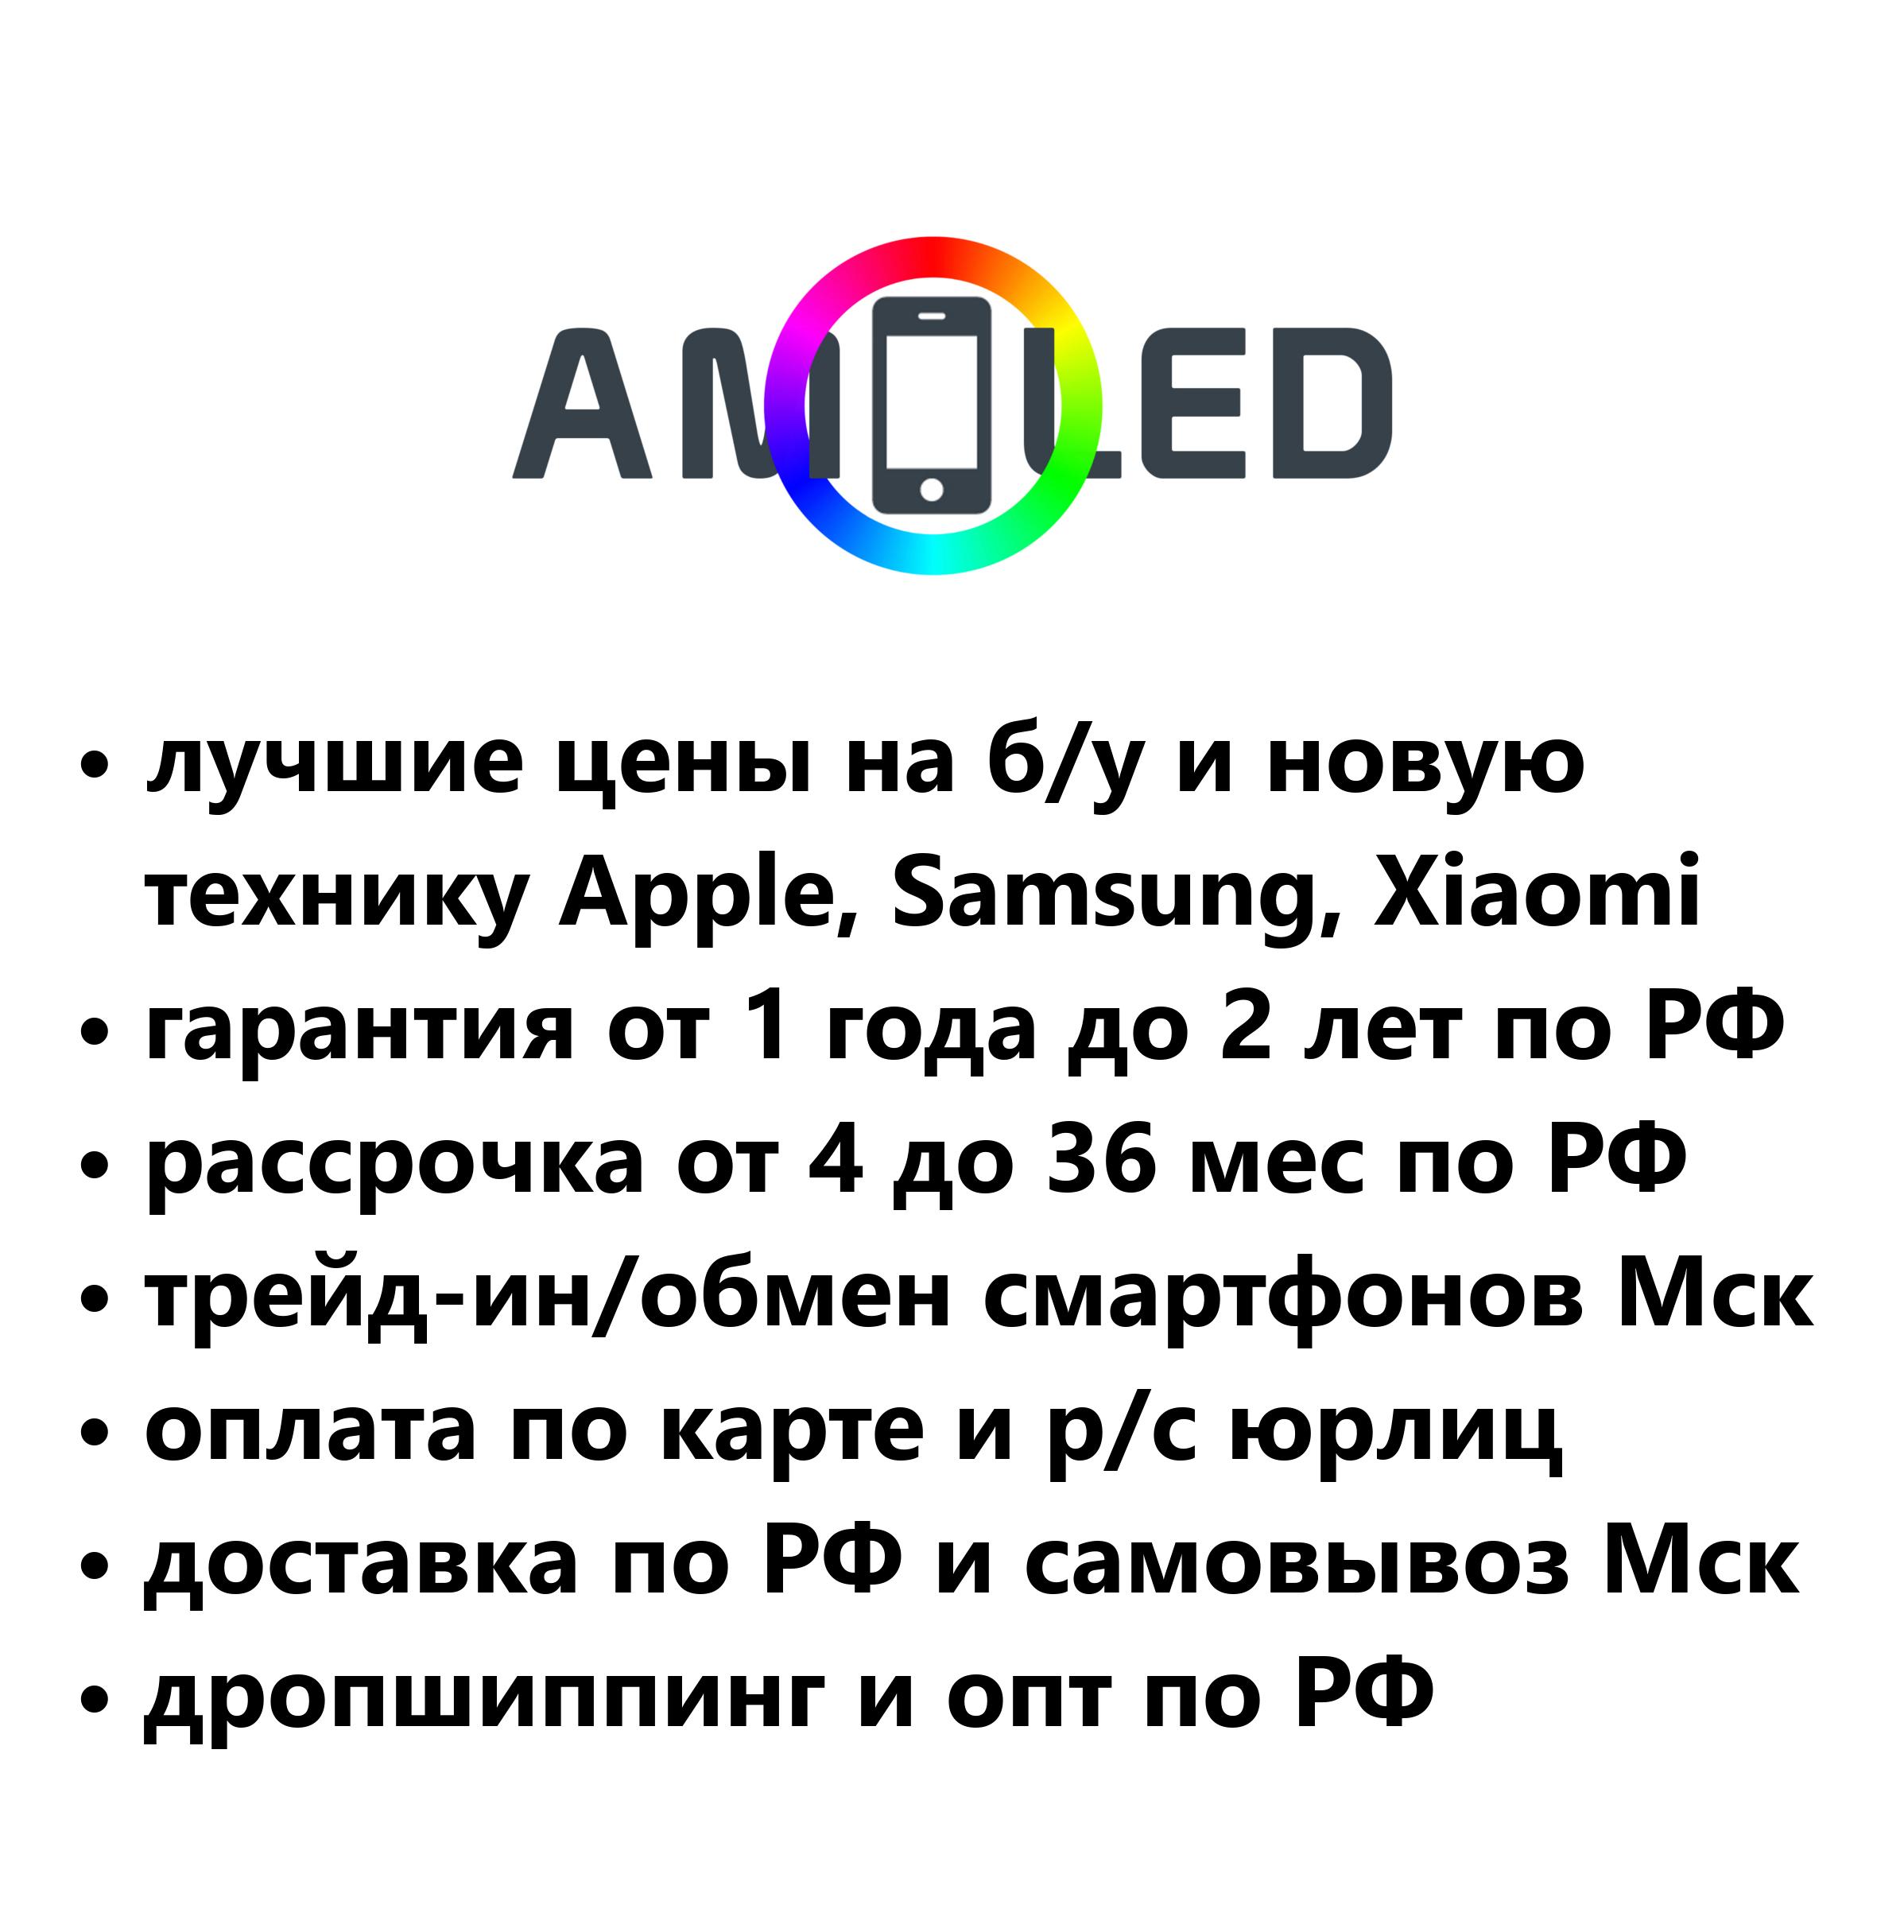 AMOLED
• лучшие цены на б/у и новую
технику Apple, Samsung, Xiaomi
• гарантия от 1 года до 2 лет по РФ
• рассрочка от 4 до 36 мес по РФ
• трейд-ин/обмен смартфонов Мск
• оплата по карте и р/с юрлиц
• доставка по РФ и самовывоз Мск
• дропшиппинг и опт по РФ